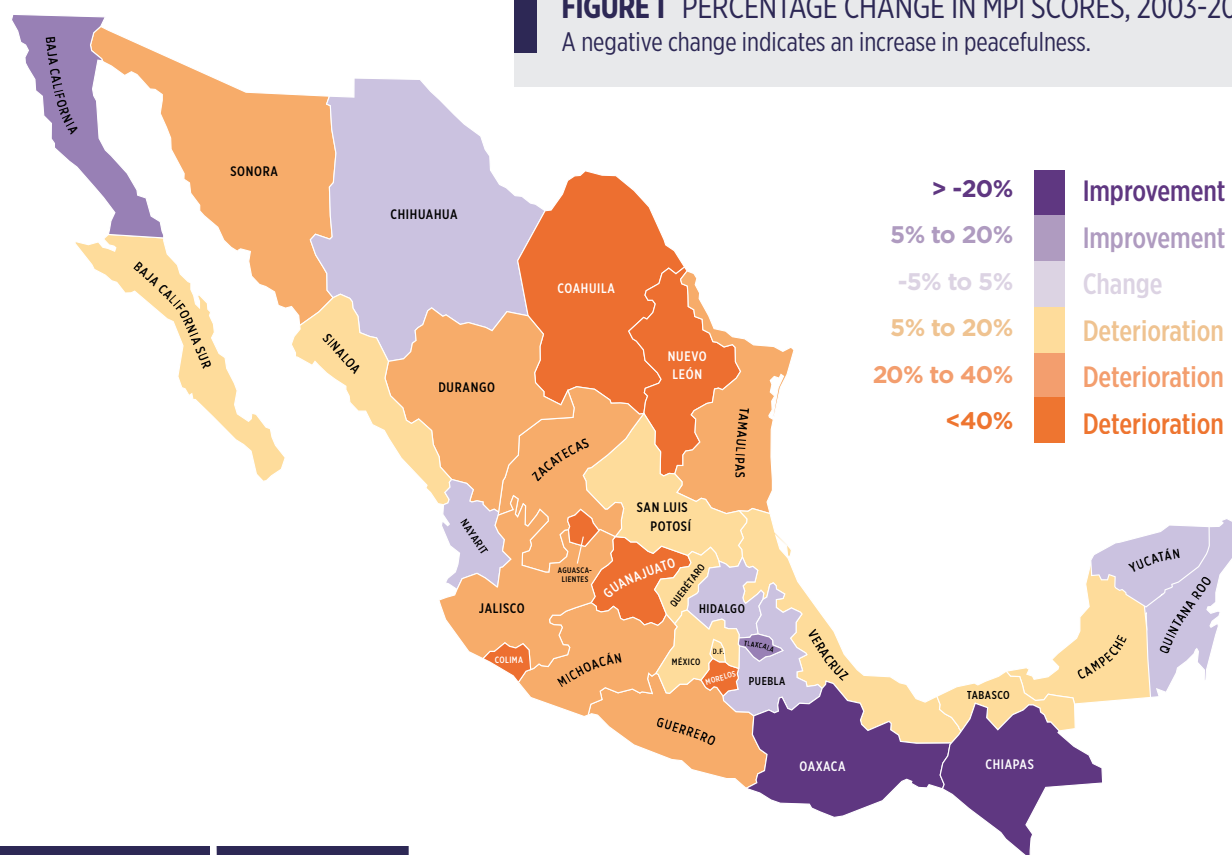 FIGURE 1 PERCENTAGE CHANGE IN MPI SCORES, 2003-20
A negative change indicates an increase in peacefulness.
> -20% Improvement
5% to 20% Improvement
-5% to 5% Change
5% to 20% Deterioration
20% to 40% Deterioration
<40% Deterioration
BAJA CALIFORNIA
SONORA
CHIHUAHUA
COAHUILA
BAJA CALIFORNIA SUR
SINALOA
NUEVO
LEÓN
DURANGO
TAMAULIPAS
ZACATECAS
SAN LUIS
POTOSÍ
NAYARIT
AGUASCA-
LIENTES
GUANAJUATO
QUERÉTARO
HIDALGO
JALISCO
YUCATÁN
QUINTANA ROO
CAMPECHE
VERACRUZ
TLAXCALA
D.F.
MÉXICO
COLIMA
MICHOACÁN
MORELOS
PUEBLA
TABASCO
GUERRERO
OAXACA
CHIAPAS